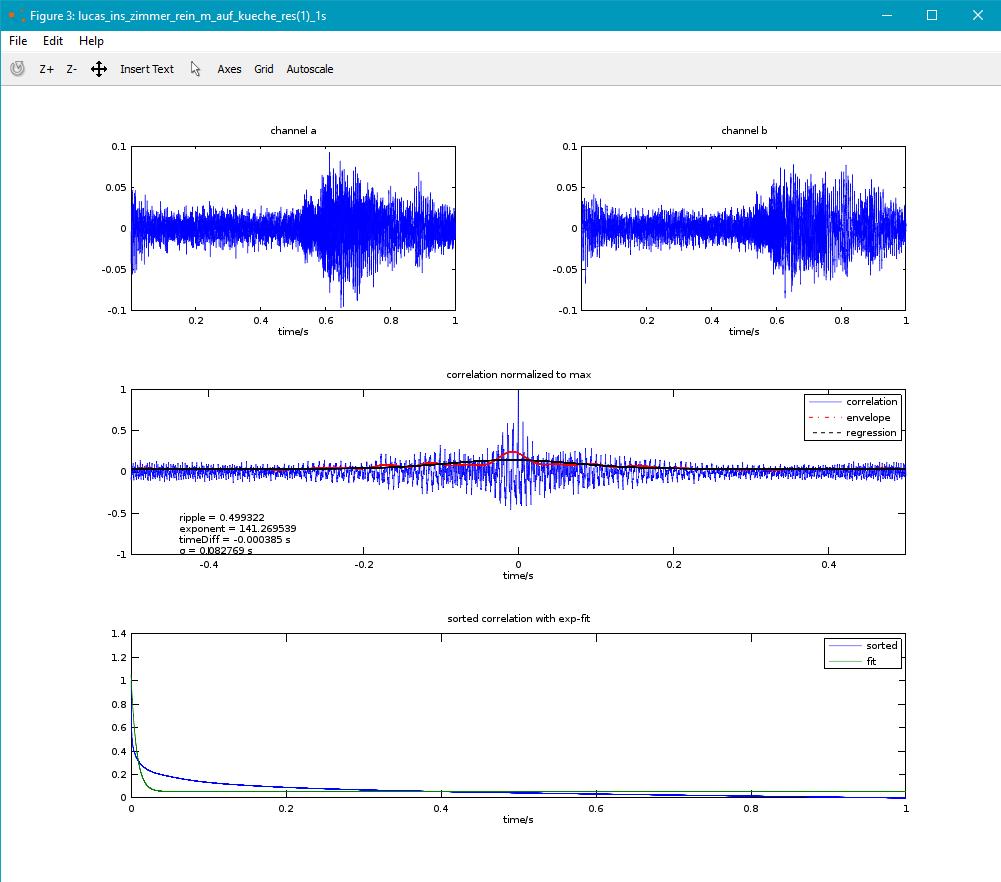 Figure 3: lucas_ins_zimmer_rein_m_auf_kueche_res(1)_1s
File Edit Help
Z+ Z- Insert Text Axes Grid Autoscale
channel a
0.1
0.05
0
-0.05
-0.1
0.2 0.4 0.6 0.8 1
time/s
channel b
0.1
0.05
0
-0.05
-0.1
0.2 0.4 0.6 0.8 1
time/s
correlation normalized to max
1
0.5
0
-0.5
-1
correlation
envelope
regression
ripple = 0.499322
exponent = 141.269539
timeDiff = -0.000385 s
σ = 0.082769 s
-0.4 -0.2 0 0.2 0.4
time/s
sorted correlation with exp-fit
1.4
1.2
1
0.8
0.6
0.4
0.2
0
sorted
fit
0 0.2 0.4 0.6 0.8 1
time/s